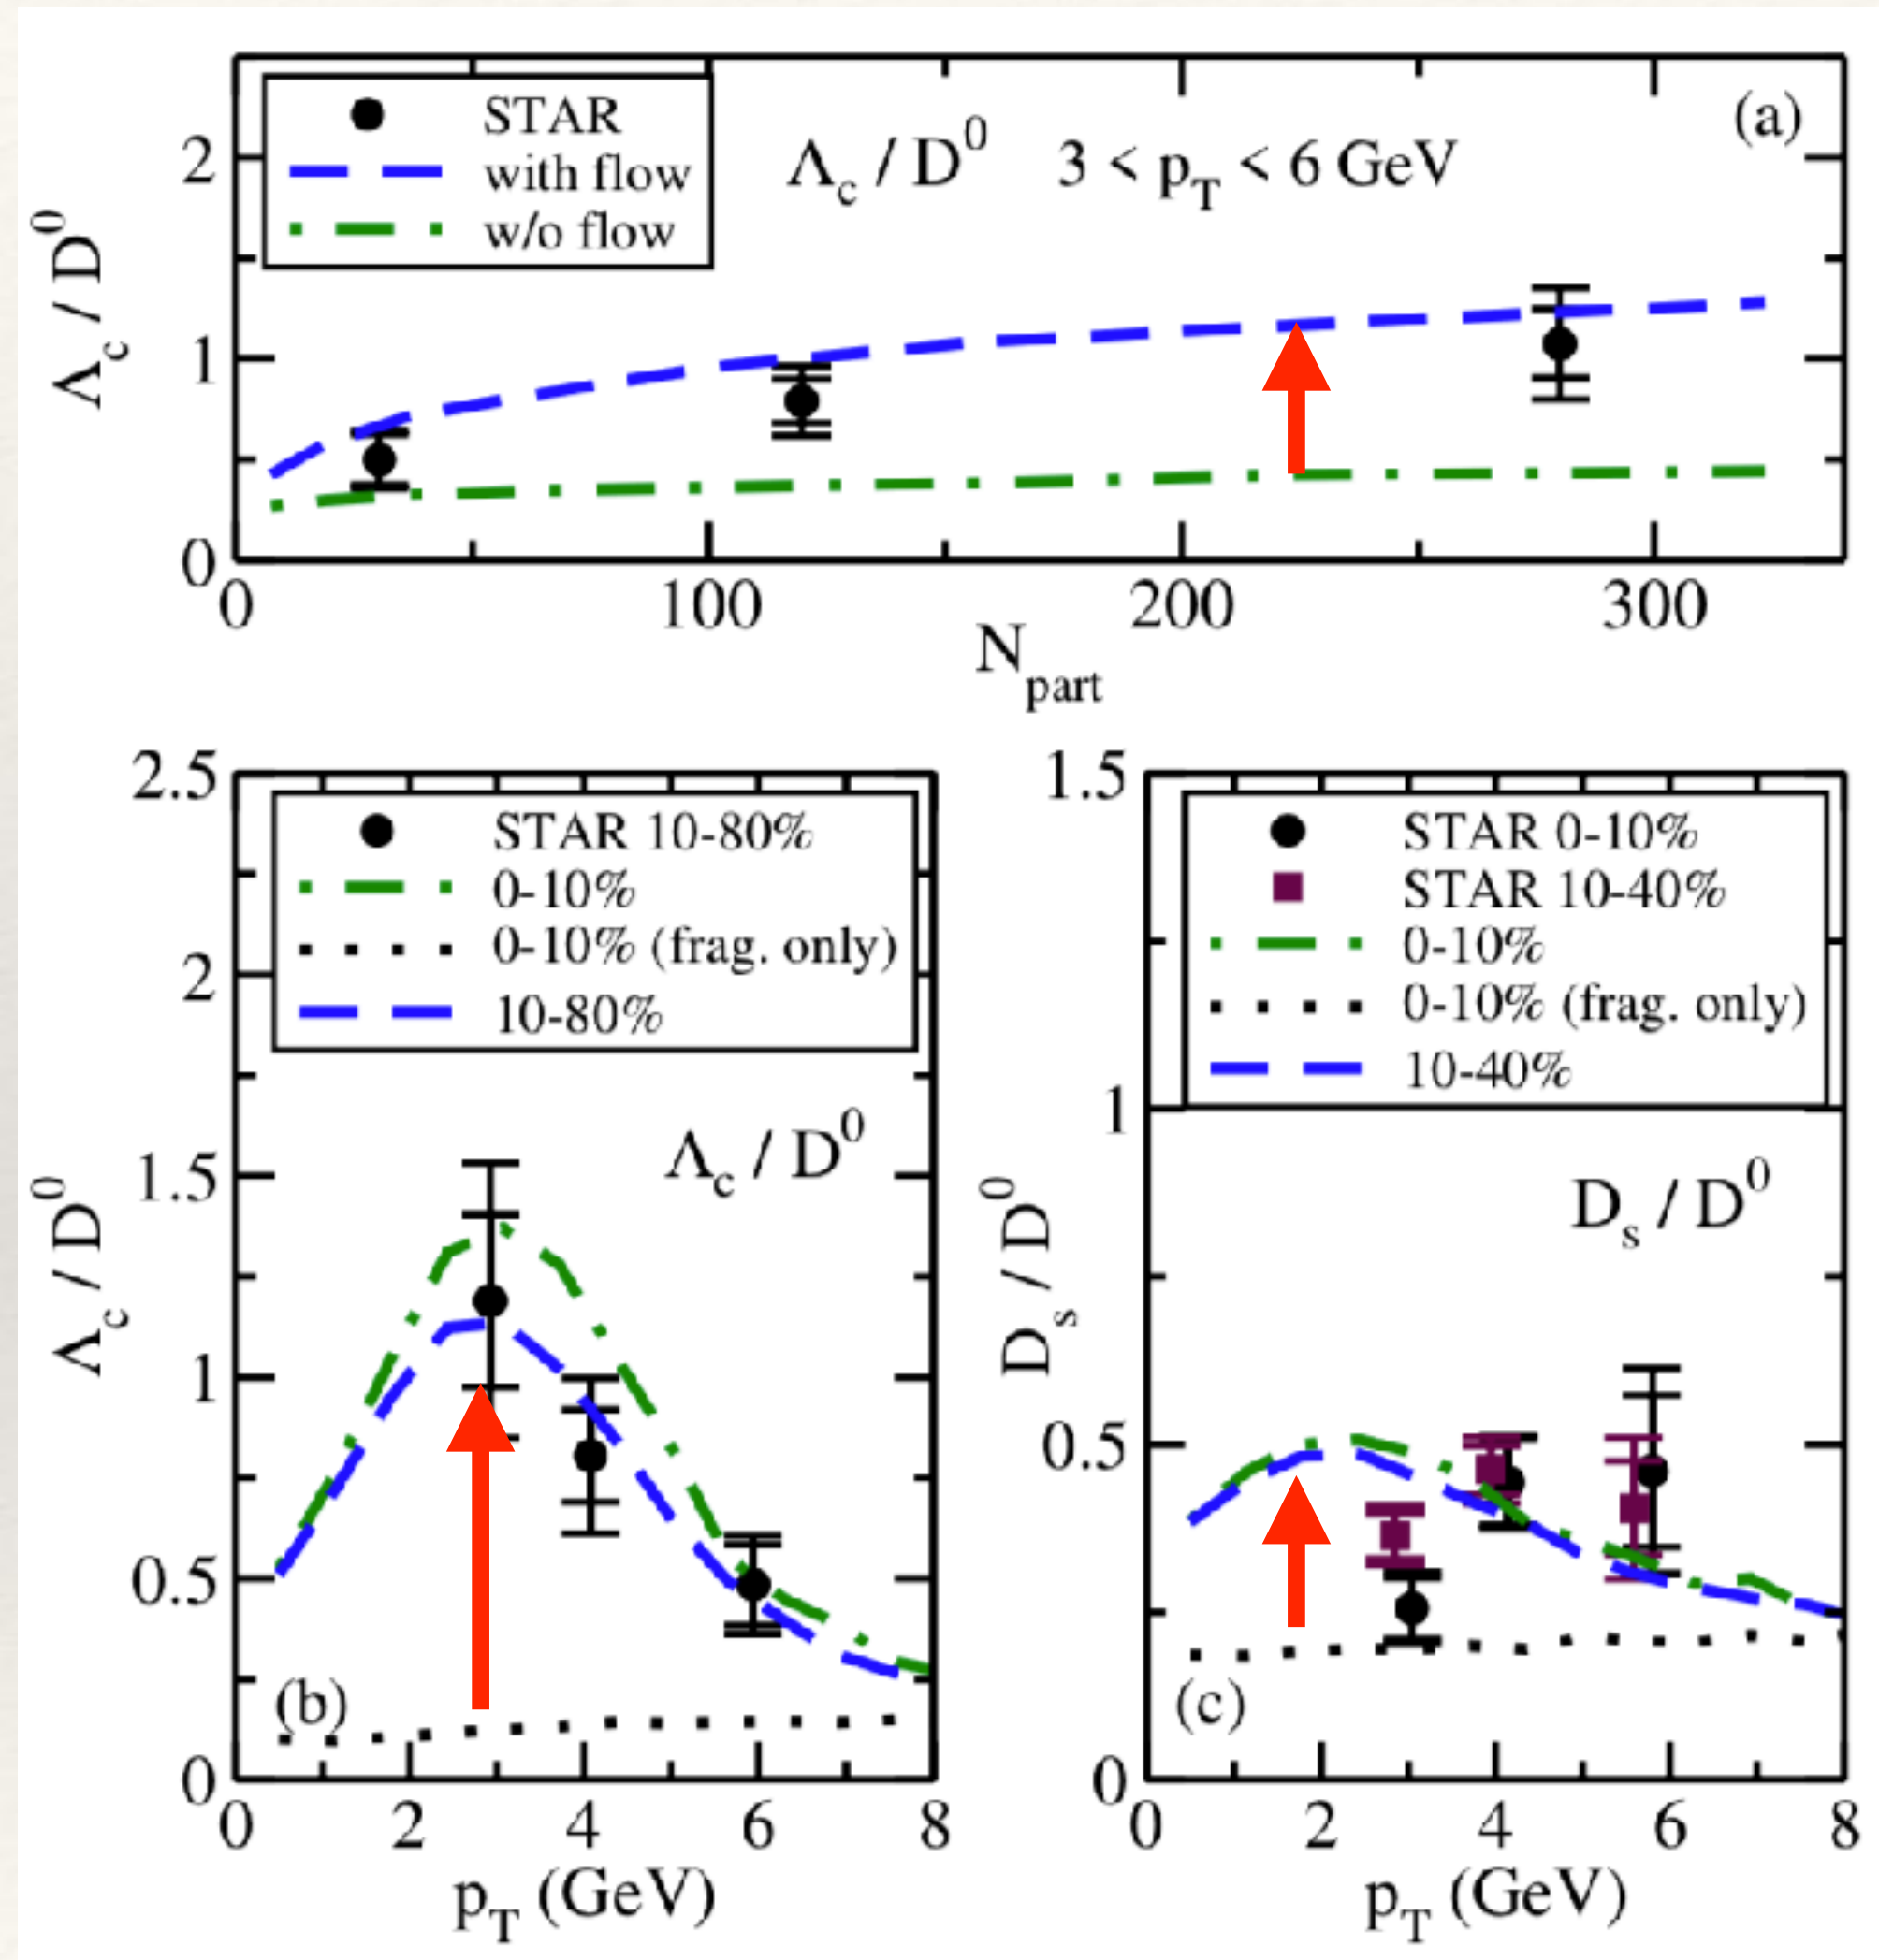 (a)
STAR
with flow
w/o flow
Λc / D⁰ 3 < pT < 6 GeV
Λc / D⁰
2
1
0
0 100 200 300
Npart
STAR 10-80%
0-10%
0-10% (frag. only)
10-80%
Λc / D⁰
Λc / D⁰
2.5
2
1.5
1
0.5
0
(b)
0 2 4 6 8
pT (GeV)
STAR 0-10%
STAR 10-40%
0-10%
0-10% (frag. only)
10-40%
Ds / D⁰
Ds / D⁰
1.5
1
0.5
0
(c)
0 2 4 6 8
pT (GeV)